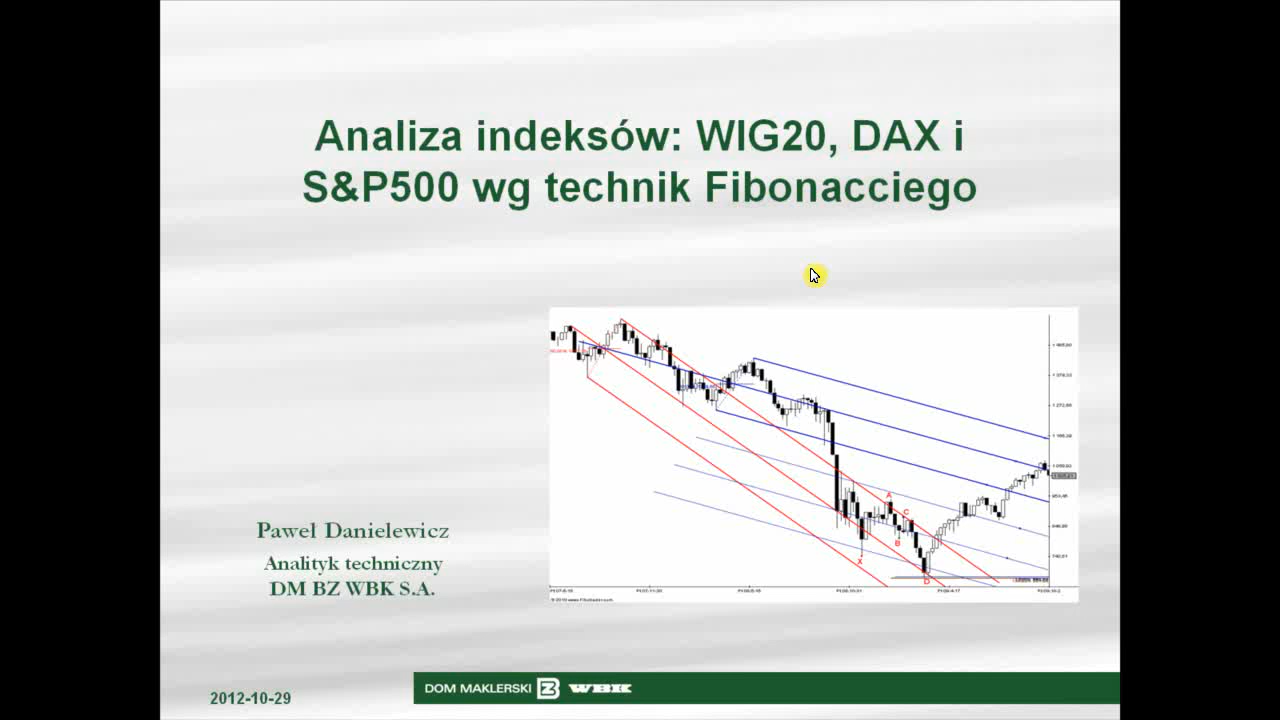 Analiza indeksów: WIG20, DAX i
S&P500 wg technik Fibonacciego
A
C
B
X
D
Paweł Danielewicz
Analityk techniczny
DM BZ WBK S.A.
2012-10-29
DOM MAKLERSKI WBK